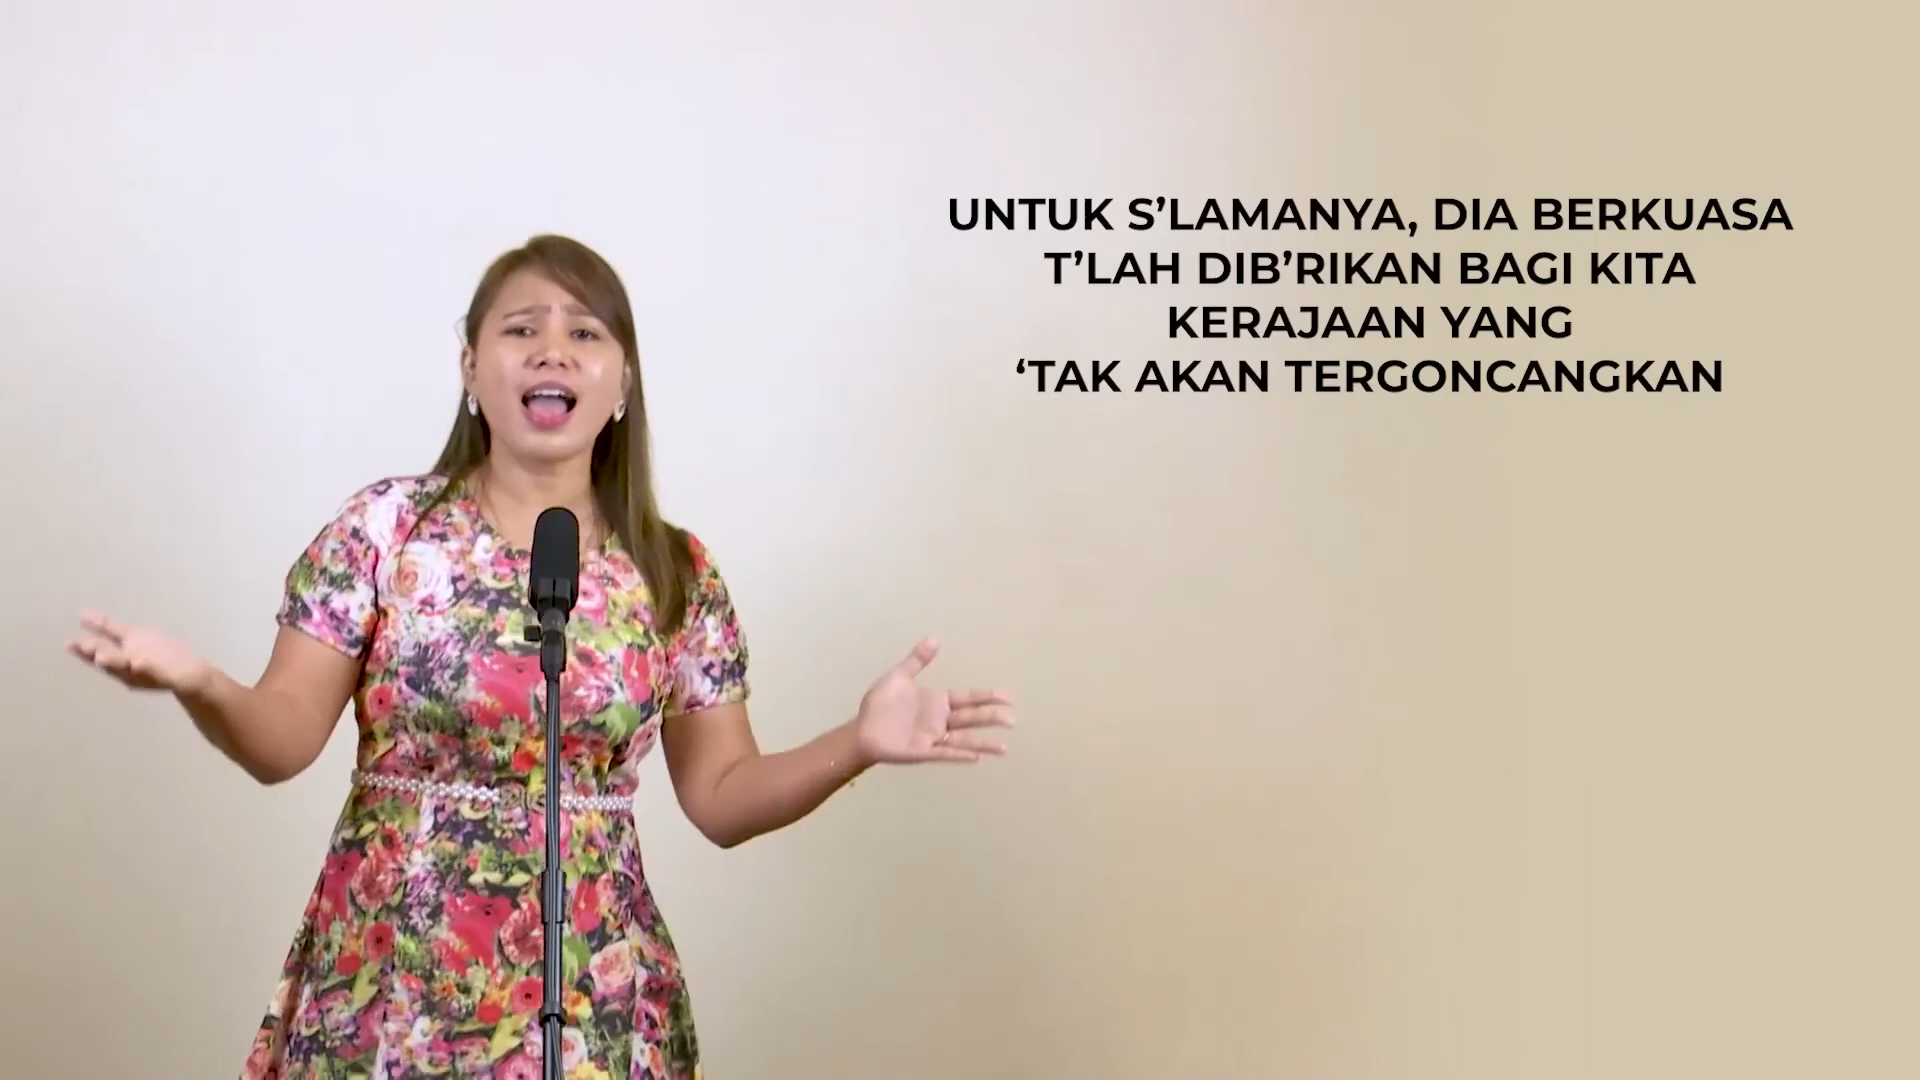 UNTUK S’LAMANYA, DIA BERKUASA
T’LAH DIB’RIKAN BAGI KITA
KERAJAAN YANG
‘TAK AKAN TERGONCANGKAN